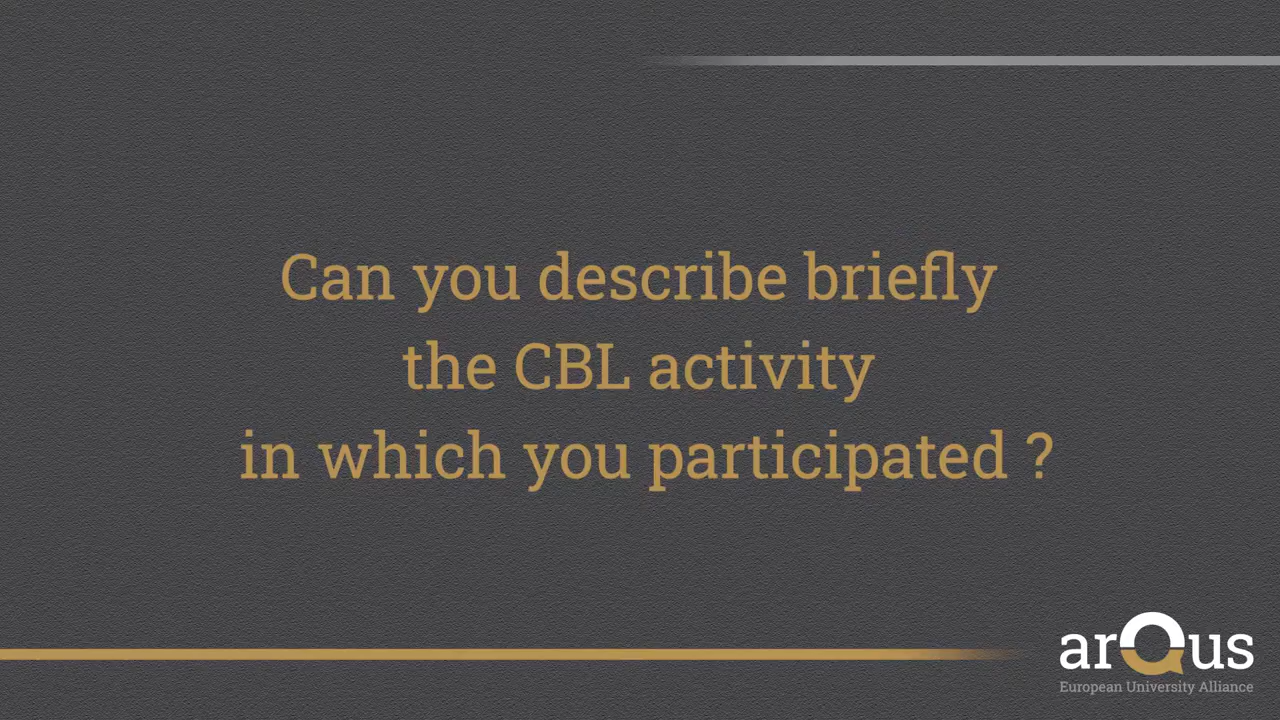 Can you describe briefly
the CBL activity
in which you participated ?
arQus
European University Alliance